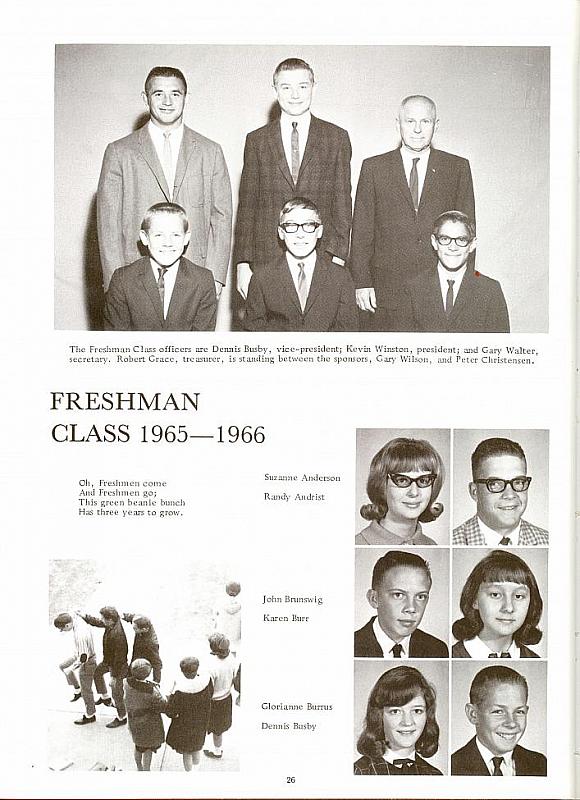 The Freshman Class officers are Dennis Busby, vice-president; Kevin Winston, president; and Gary Walter,
secretary. Robert Grace, treasurer, is standing between the sponsors, Gary Wilson, and Peter Christensen.
FRESHMAN
CLASS 1965—1966
Oh, Freshmen come
And Freshmen go;
This green beanie bunch
Has three years to grow.
Suzanne Anderson
Randy Andrist
John Brunswig
Karen Burr
Glorianne Burrus
Dennis Busby
26